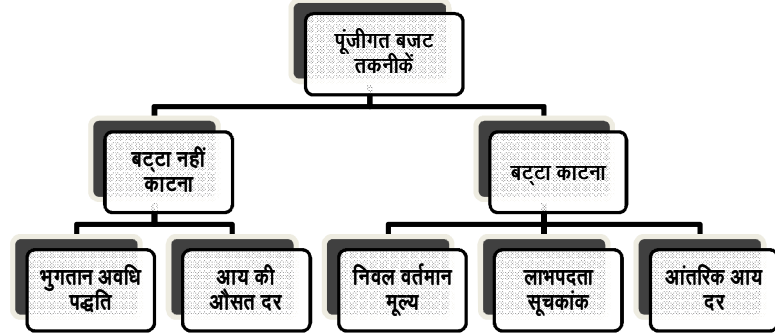 पूंजीगत बजट
तकनीकें
बट्टा नहीं
काटना
बट्टा काटना
भुगतान अवधि
पद्धति
आय की
औसत दर
निवल वर्तमान
मूल्य
लाभपदता
सूचकांक
आंतरिक आय
दर